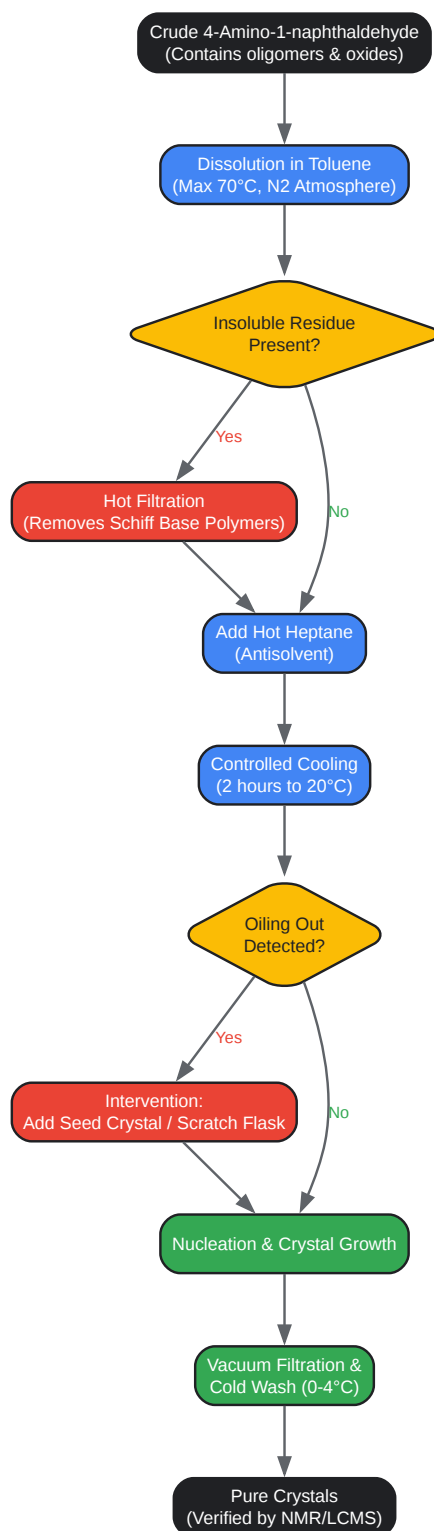 Crude 4-Amino-1-naphthaldehyde
(Contains oligomers & oxides)
Dissolution in Toluene
(Max 70°C, N2 Atmosphere)
Insoluble Residue
Present?
Yes
Hot Filtration
(Removes Schiff Base Polymers)
No
Add Hot Heptane
(Antisolvent)
Controlled Cooling
(2 hours to 20°C)
Oiling Out
Detected?
Yes
Intervention:
Add Seed Crystal / Scratch Flask
No
Nucleation & Crystal Growth
Vacuum Filtration &
Cold Wash (0-4°C)
Pure Crystals
(Verified by NMR/LCMS)